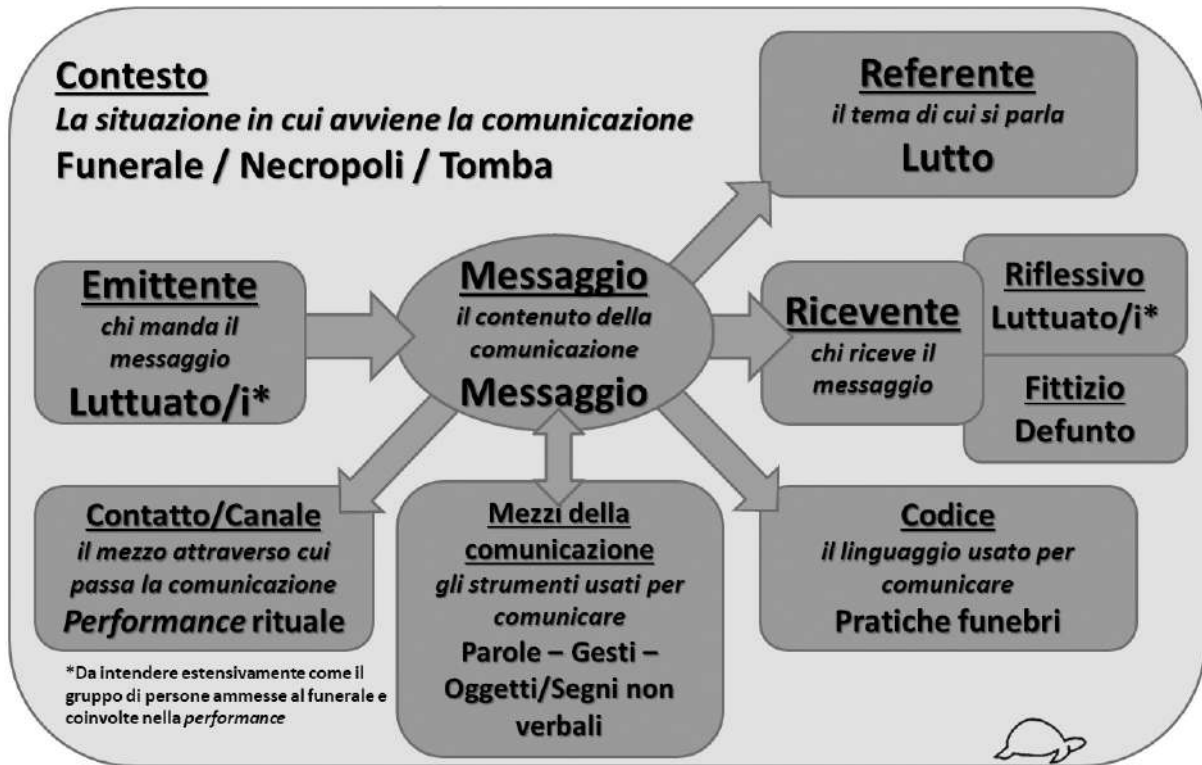 Contesto
La situazione in cui avviene la comunicazione
Funerale / Necropoli / Tomba
Referente
il tema di cui si parla
Lutto
Emittente
chi manda il
messaggio
Luttuato/i*
Messaggio
il contenuto della
comunicazione
Messaggio
Ricevente
chi riceve il
messaggio
Riflessivo
Luttuato/i*
Fittizio
Defunto
Contatto/Canale
il mezzo attraverso cui
passa la comunicazione
Performance rituale
Mezzi della
comunicazione
gli strumenti usati per
comunicare
Parole – Gesti –
Oggetti/Segni non
verbali
Codice
il linguaggio usato per
comunicare
Pratiche funebri
*Da intendere estensivamente come il
gruppo di persone ammesse al funerale e
coinvolte nella performance